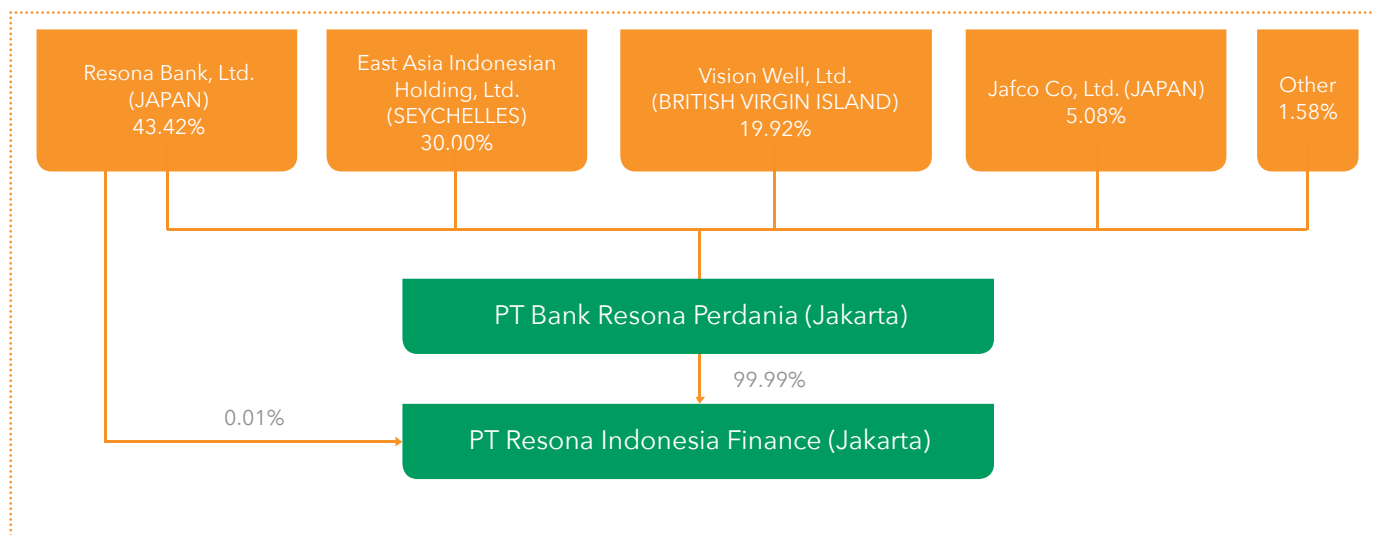 Resona Bank, Ltd.
(JAPAN)
43.42%
East Asia Indonesian
Holding, Ltd.
(SEYCHELLES)
30.00%
Vision Well, Ltd.
(BRITISH VIRGIN ISLAND)
19.92%
Jafco Co, Ltd. (JAPAN)
5.08%
Other
1.58%
PT Bank Resona Perdania (Jakarta)
99.99%
0.01%
PT Resona Indonesia Finance (Jakarta)